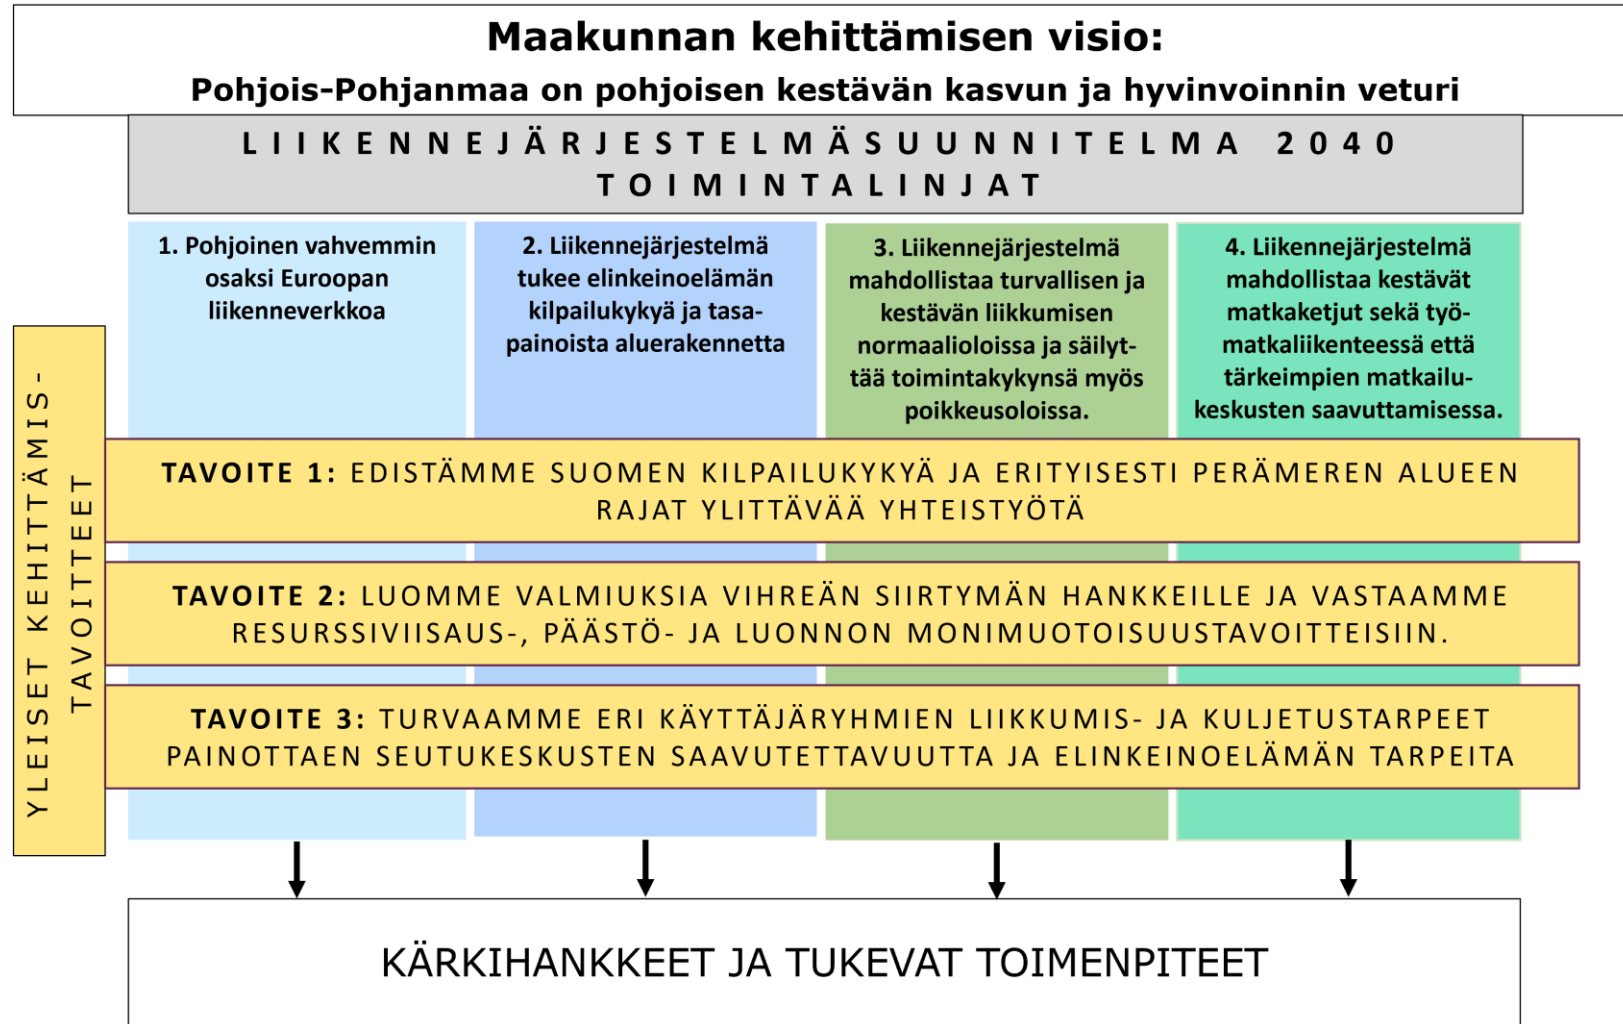 Maakunnan kehittämisen visio:
Pohjois-Pohjanmaa on pohjoisen kestävän kasvun ja hyvinvoinnin veturi
LIIKENNEJÄRJESTELMÄSUUNNITELMA 2040
TOIMINTALINJAT
1. Pohjoinen vahvemmin
osaksi Euroopan
liikenneverkkoa
2. Liikennejärjestelmä
tukee elinkeinoelämän
kilpailukykyä ja tasa-
painoista aluerakennetta
3. Liikennejärjestelmä
mahdollistaa turvallisen ja
kestävän liikkumisen
normaalioloissa ja säilyt-
tää toimintakykynsä myös
poikkeusoloissa.
4. Liikennejärjestelmä
mahdollistaa kestävät
matkaketjut sekä työ-
matkaliikenteessä että
tärkeimpien matkailu-
keskusten saavuttamisessa.
YLEISET KEHITTÄMIS-
TAVOITTEET
TAVOITE 1: EDISTÄMME SUOMEN KILPAILUKYKYÄ JA ERITYISESTI PERÄMEREN ALUEEN
RAJAT YLITTÄVÄÄ YHTEISTYÖTÄ
TAVOITE 2: LUOMME VALMIUKSIA VIHREÄN SIIRTYMÄN HANKKEILLE JA VASTAAMME
RESURSSIVIISAUS-, PÄÄSTÖ- JA LUONNON MONIMUOTOISUUSTAVOITTEISIIN.
TAVOITE 3: TURVAAMME ERI KÄYTTÄJÄRYHMIEN LIIKKUMIS- JA KULJETUSTARPEET
PAINOTTAEN SEUTUKESKUSTEN SAAVUTETTAVUUTTA JA ELINKEINOELÄMÄN TARPEITA
KÄRKIHANKKEET JA TUKEVAT TOIMENPITEET